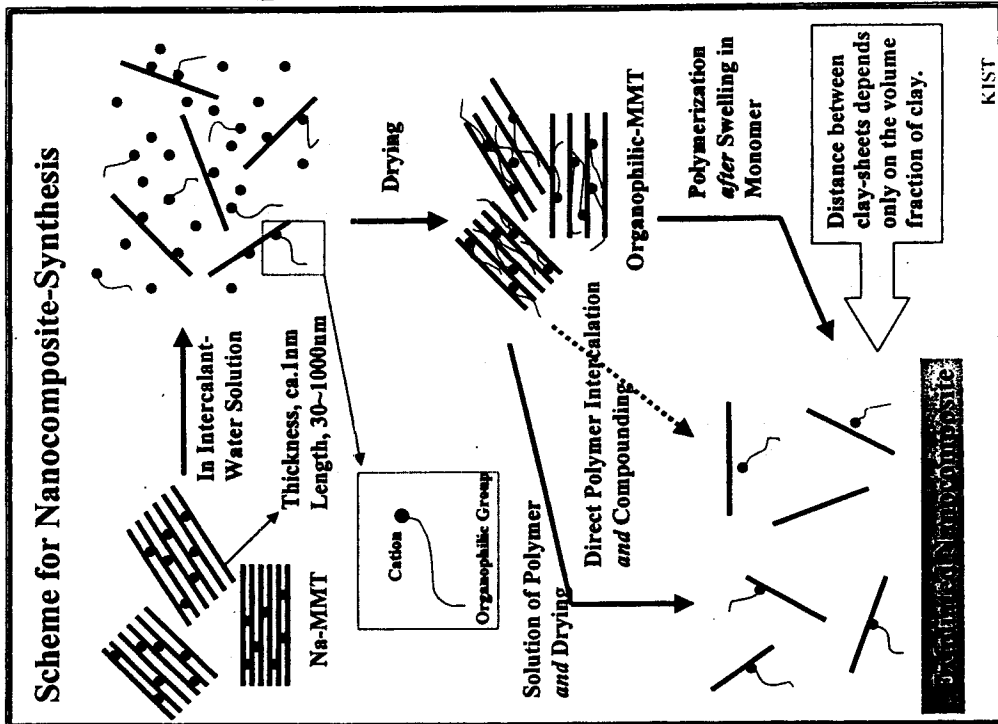 Scheme for Nanocomposite-Synthesis
Na-MMT
In Intercalant-
Water Solution
Thickness, ca.1nm
Length, 30~1000nm
Cation
Organophilic Group
Drying
Organophilic-MMT
Solution of Polymer
and Drying
Direct Polymer Intercalation
and Compounding
Polymerization
after Swelling in
Monomer
Distance between
clay-sheets depends
only on the volume
fraction of clay.
Exfoliated Nanocomposite
KIST